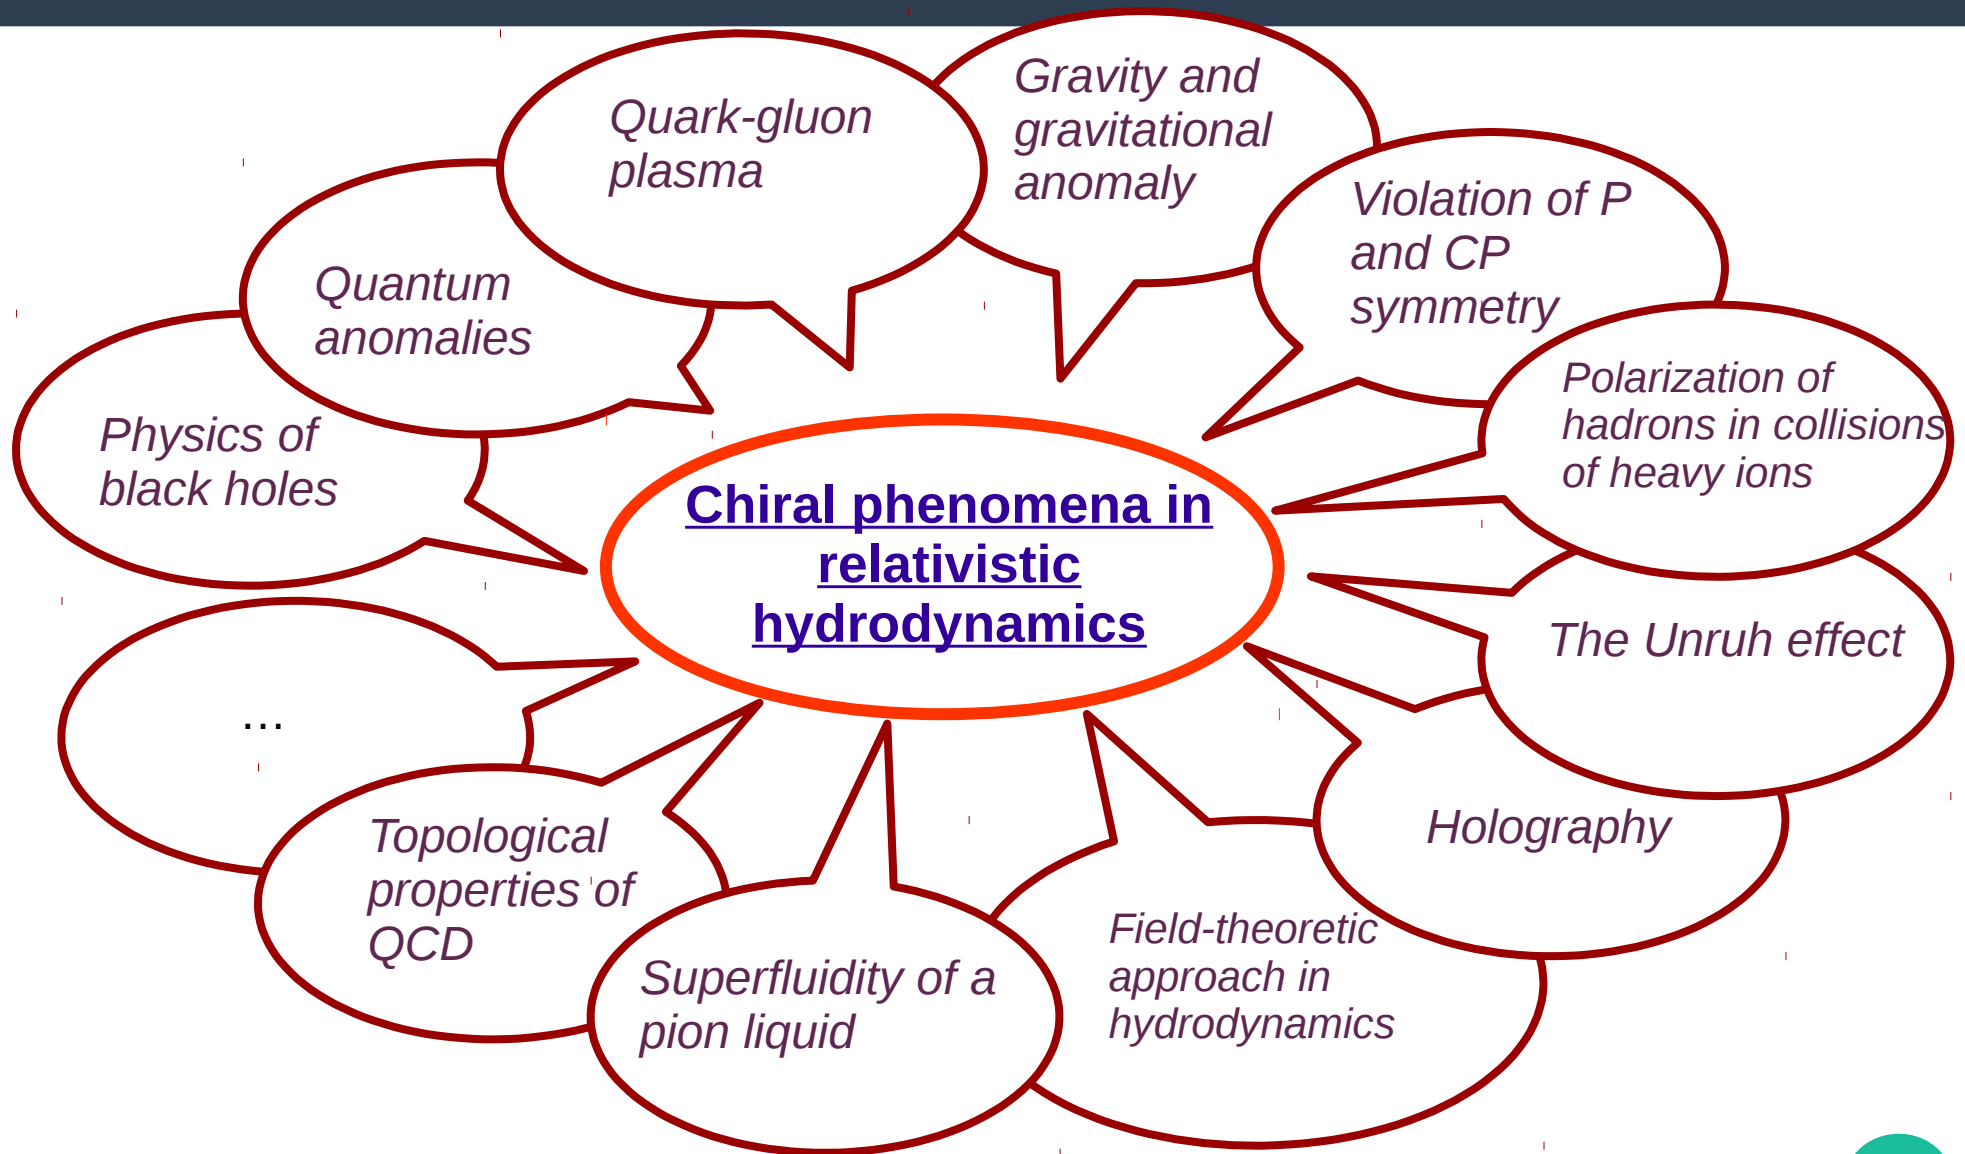 Quark-gluon
plasma
Gravity and
gravitational
anomaly
Violation of P
and CP
symmetry
Quantum
anomalies
Polarization of
hadrons in collisions
of heavy ions
Physics of
black holes
Chiral phenomena in
relativistic
hydrodynamics
The Unruh effect
...
Holography
Topological
properties of
QCD
Superfluidity of a
pion liquid
Field-theoretic
approach in
hydrodynamics